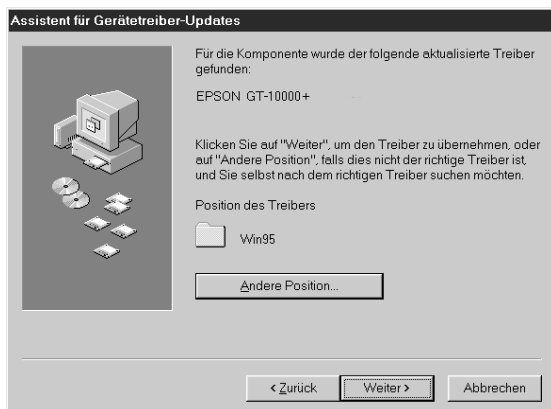 Assistent für Gerätetreiber-Updates
Für die Komponente wurde der folgende aktualisierte Treiber
gefunden:
EPSON GT-10000+
Klicken Sie auf "Weiter", um den Treiber zu übernehmen, oder
auf "Andere Position", falls dies nicht der richtige Treiber ist,
und Sie selbst nach dem richtigen Treiber suchen möchten.
Position des Treibers
Win95
Andere Position...
< Zurück
Weiter >
Abbrechen